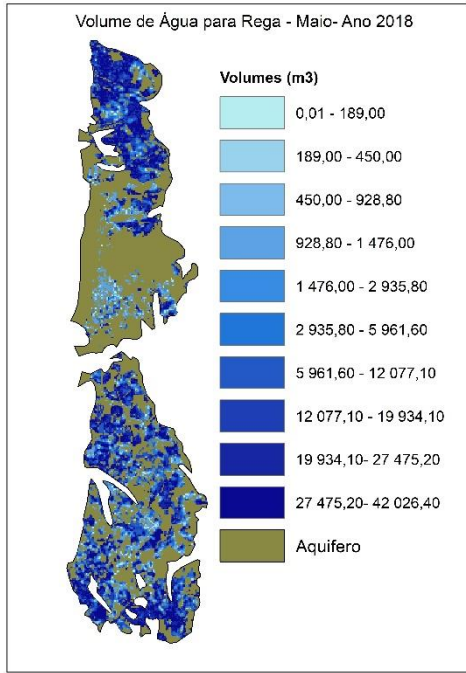 Volume de Água para Rega - Maio- Ano 2018
Volumes (m3)
0,01 - 189,00
189,00 - 450,00
450,00 - 928,80
928,80 - 1 476,00
1 476,00 - 2 935,80
2 935,80 - 5 961,60
5 961,60 - 12 077,10
12 077,10 - 19 934,10
19 934,10- 27 475,20
27 475,20- 42 026,40
Aquifero